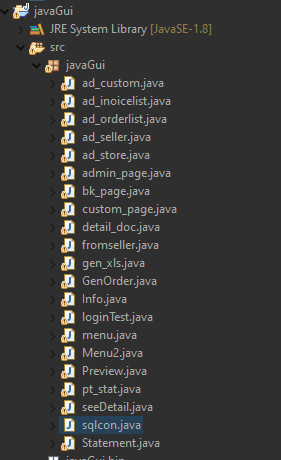 javaGui
JRE System Library [JavaSE-1.8]
src
javaGui
ad_custom.java
ad_inoicelist.java
ad_orderlist.java
ad_seller.java
ad_store.java
admin_page.java
bk_page.java
custom_page.java
detail_doc.java
fromseller.java
gen_xls.java
GenOrder.java
Info.java
loginTest.java
menu.java
Menu2.java
Preview.java
pt_stat.java
seeDetail.java
sqlcon.java
Statement.java
javaGui.bin